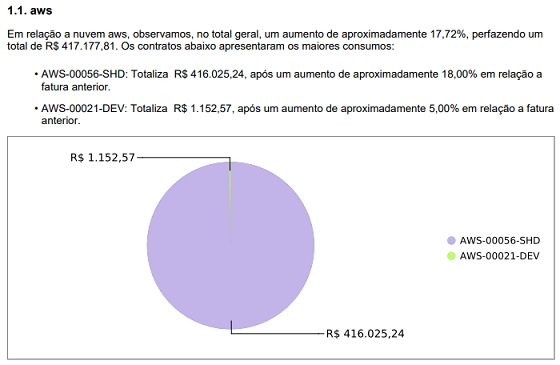 1.1. aws
Em relação a nuvem aws, observamos, no total geral, um aumento de aproximadamente 17,72%, perfazendo um
total de R$ 417.177,81. Os contratos abaixo apresentaram os maiores consumos:
• AWS-00056-SHD: Totaliza R$ 416.025,24, após um aumento de aproximadamente 18,00% em relação a
fatura anterior.
• AWS-00021-DEV: Totaliza R$ 1.152,57, após um aumento de aproximadamente 5,00% em relação a fatura
anterior.
R$ 1.152,57
AWS-00056-SHD
AWS-00021-DEV
R$ 416.025,24